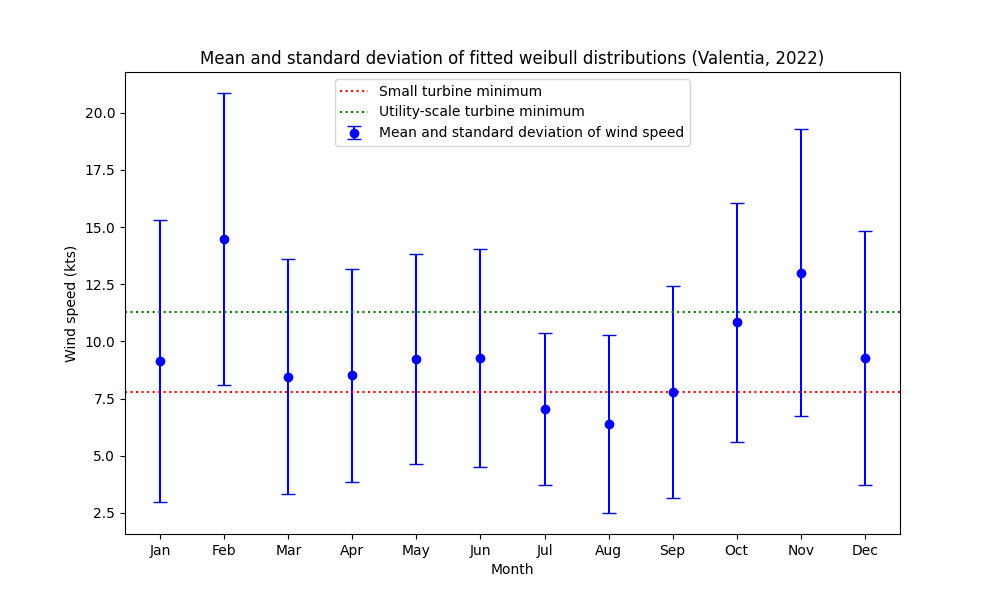 Mean and standard deviation of fitted weibull distributions (Valentia, 2022)
Small turbine minimum
Utility-scale turbine minimum
Mean and standard deviation of wind speed
Wind speed (kts)
20.0
17.5
15.0
12.5
10.0
7.5
5.0
2.5
Jan Feb Mar Apr May Jun Jul Aug Sep Oct Nov Dec
Month